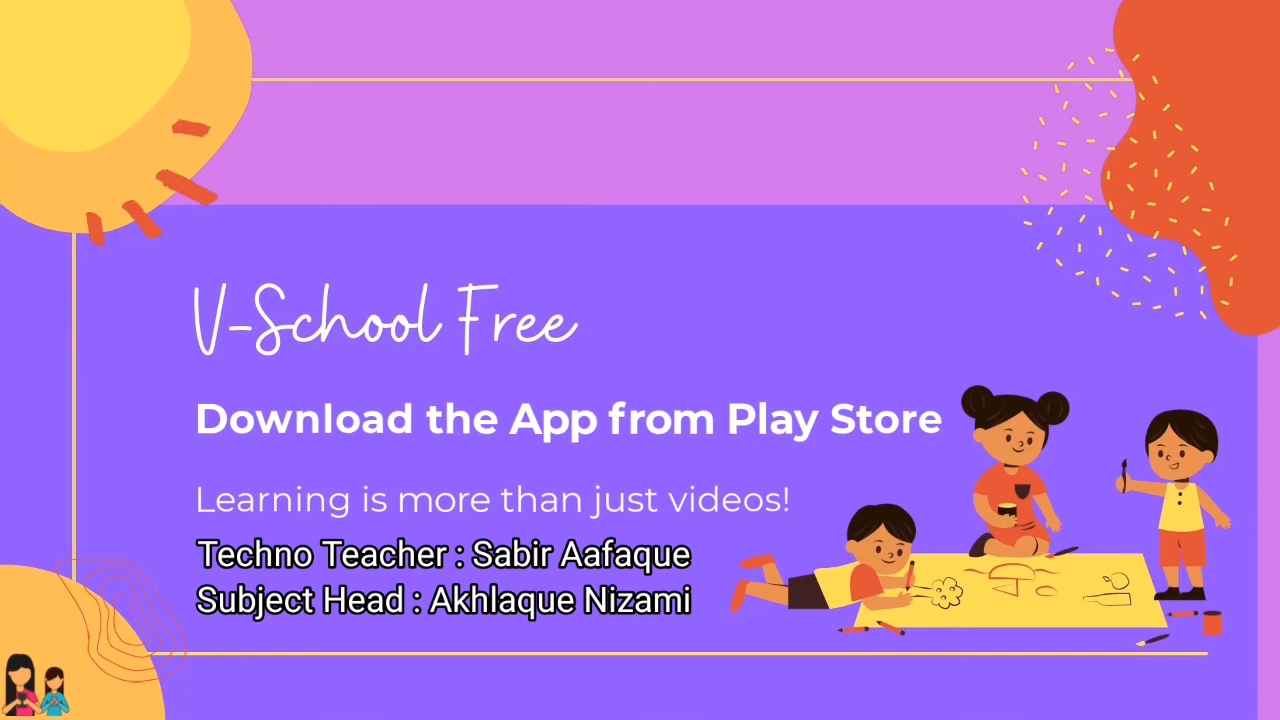 V-School Free
Download the App from Play Store
Learning is more than just videos!
Techno Teacher : Sabir Aafaque
Subject Head : Akhlaque Nizami